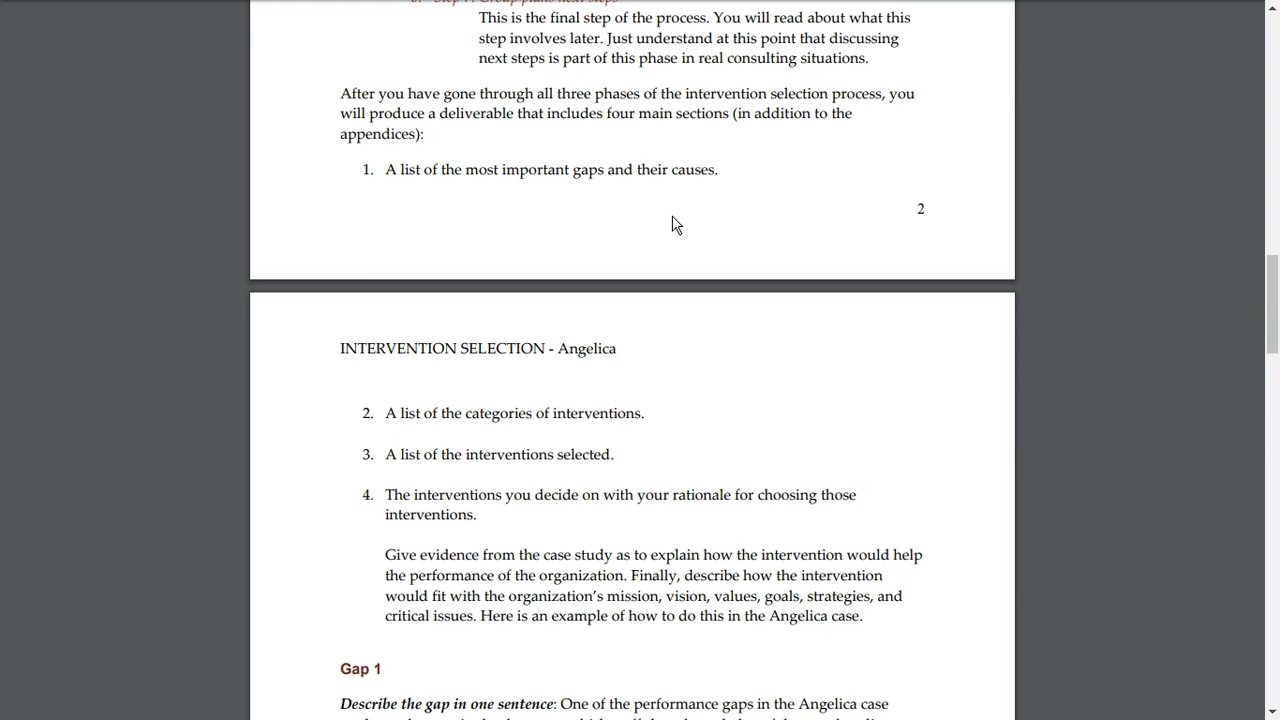 This is the final step of the process. You will read about what this
step involves later. Just understand at this point that discussing
next steps is part of this phase in real consulting situations.
After you have gone through all three phases of the intervention selection process, you
will produce a deliverable that includes four main sections (in addition to the
appendices):
1. A list of the most important gaps and their causes.
2
INTERVENTION SELECTION - Angelica
2. A list of the categories of interventions.
3. A list of the interventions selected.
4. The interventions you decide on with your rationale for choosing those
interventions.
Give evidence from the case study as to explain how the intervention would help
the performance of the organization. Finally, describe how the intervention
would fit with the organization's mission, vision, values, goals, strategies, and
critical issues. Here is an example of how to do this in the Angelica case.
Gap 1
Describe the gap in one sentence: One of the performance gaps in the Angelica case